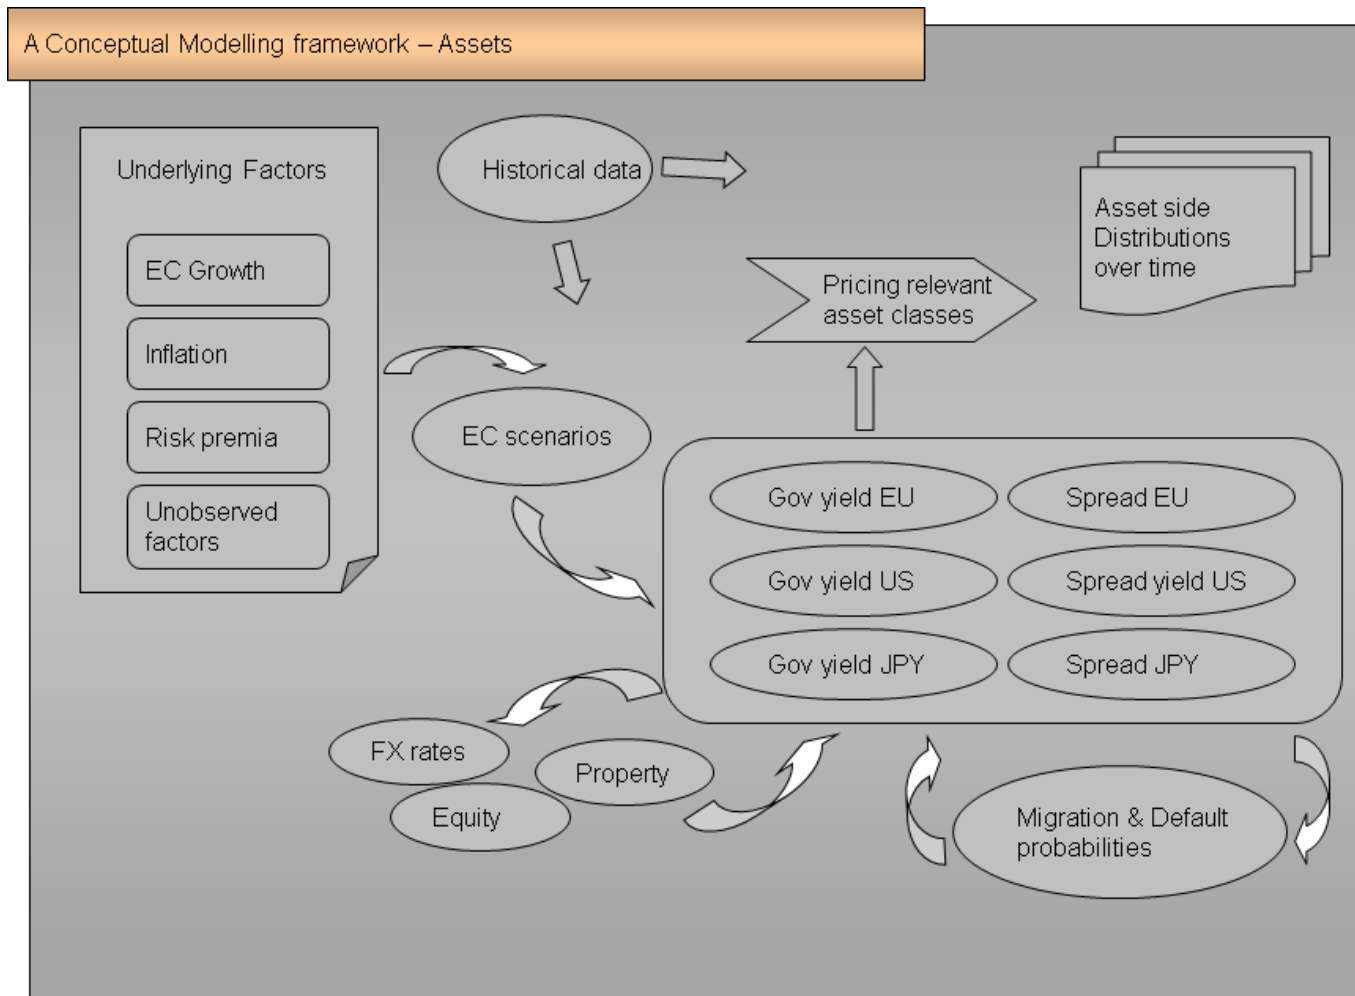 A Conceptual Modelling framework – Assets
Underlying Factors
EC Growth
Inflation
Risk premia
Unobserved
factors
Historical data
EC scenarios
Pricing relevant
asset classes
Asset side
Distributions
over time
Gov yield EU
Spread EU
Gov yield US
Spread yield US
Gov yield JPY
Spread JPY
FX rates
Property
Equity
Migration & Default
probabilities